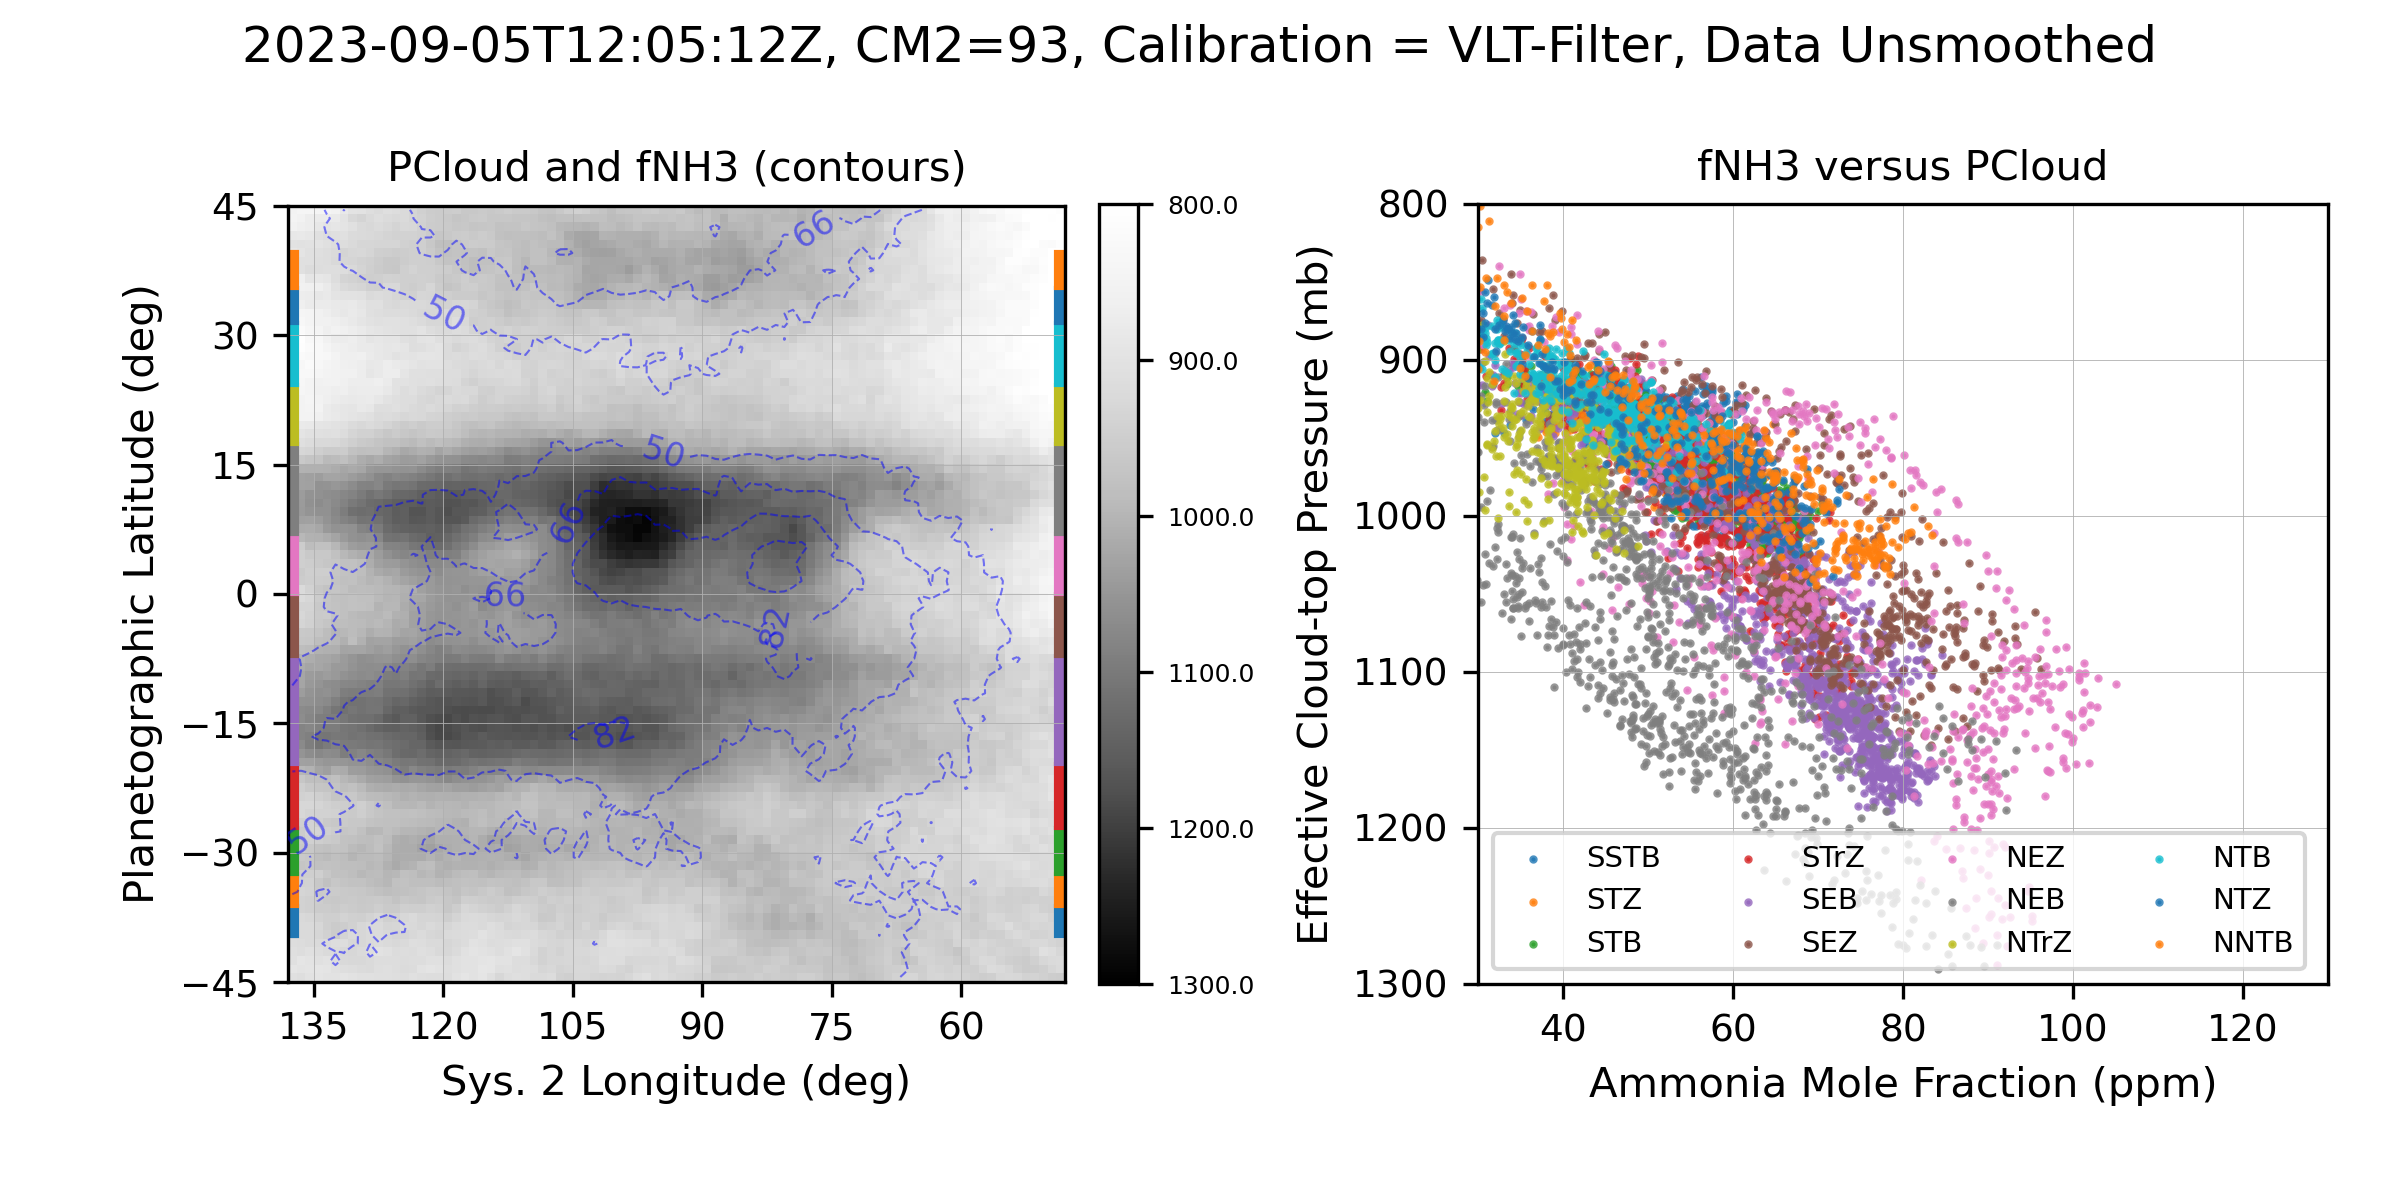 2023-09-05T12:05:12Z, CM2=93, Calibration = VLT-Filter, Data Unsmoothed
PCloud and fNH3 (contours)
45
30
15
0
−15
−30
−45
Planetographic Latitude (deg)
135
120
105
90
75
60
Sys. 2 Longitude (deg)
66
50
50
66
66
82
82
50
800.0
900.0
1000.0
1100.0
1200.0
1300.0
fNH3 versus PCloud
800
900
1000
1100
1200
1300
Effective Cloud-top Pressure (mb)
SSTB
STZ
STB
STrZ
SEB
SEZ
NEZ
NEB
NTrZ
NTB
NTZ
NNTB
40
60
80
100
120
Ammonia Mole Fraction (ppm)